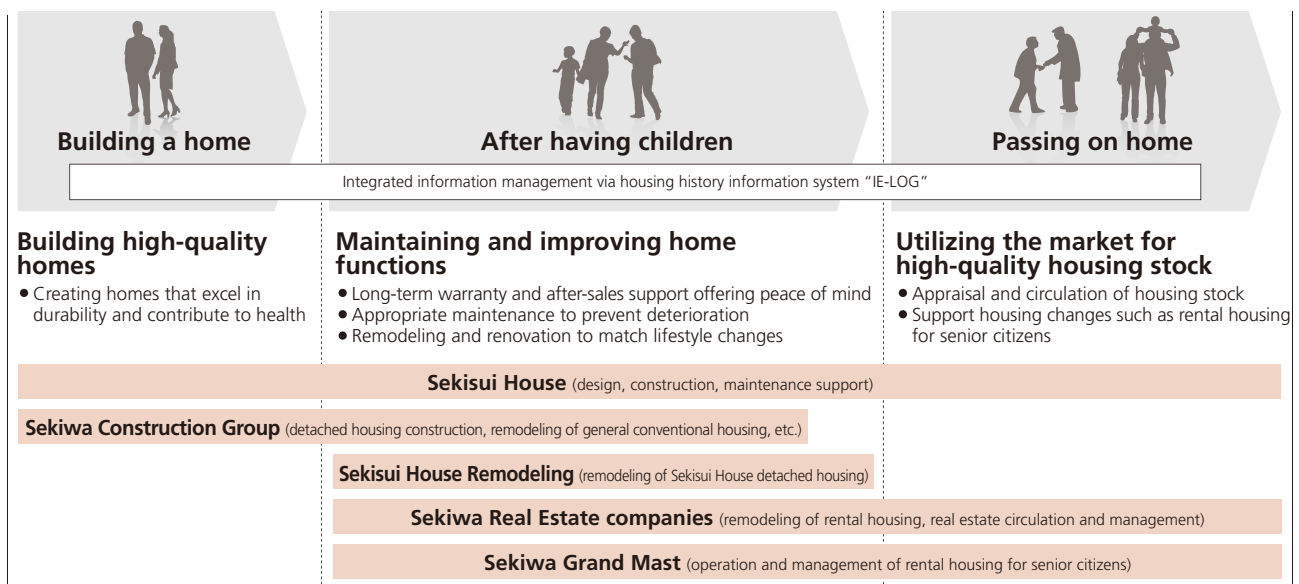 Building a home
After having children
Passing on home
Integrated information management via housing history information system “IE-LOG”
Building high-quality
homes
• Creating homes that excel in
durability and contribute to health
Maintaining and improving home
functions
• Long-term warranty and after-sales support offering peace of mind
• Appropriate maintenance to prevent deterioration
• Remodeling and renovation to match lifestyle changes
Utilizing the market for
high-quality housing stock
• Appraisal and circulation of housing stock
• Support housing changes such as rental housing
for senior citizens
Sekisui House (design, construction, maintenance support)
Sekiwa Construction Group (detached housing construction, remodeling of general conventional housing, etc.)
Sekisui House Remodeling (remodeling of Sekisui House detached housing)
Sekiwa Real Estate companies (remodeling of rental housing, real estate circulation and management)
Sekiwa Grand Mast (operation and management of rental housing for senior citizens)